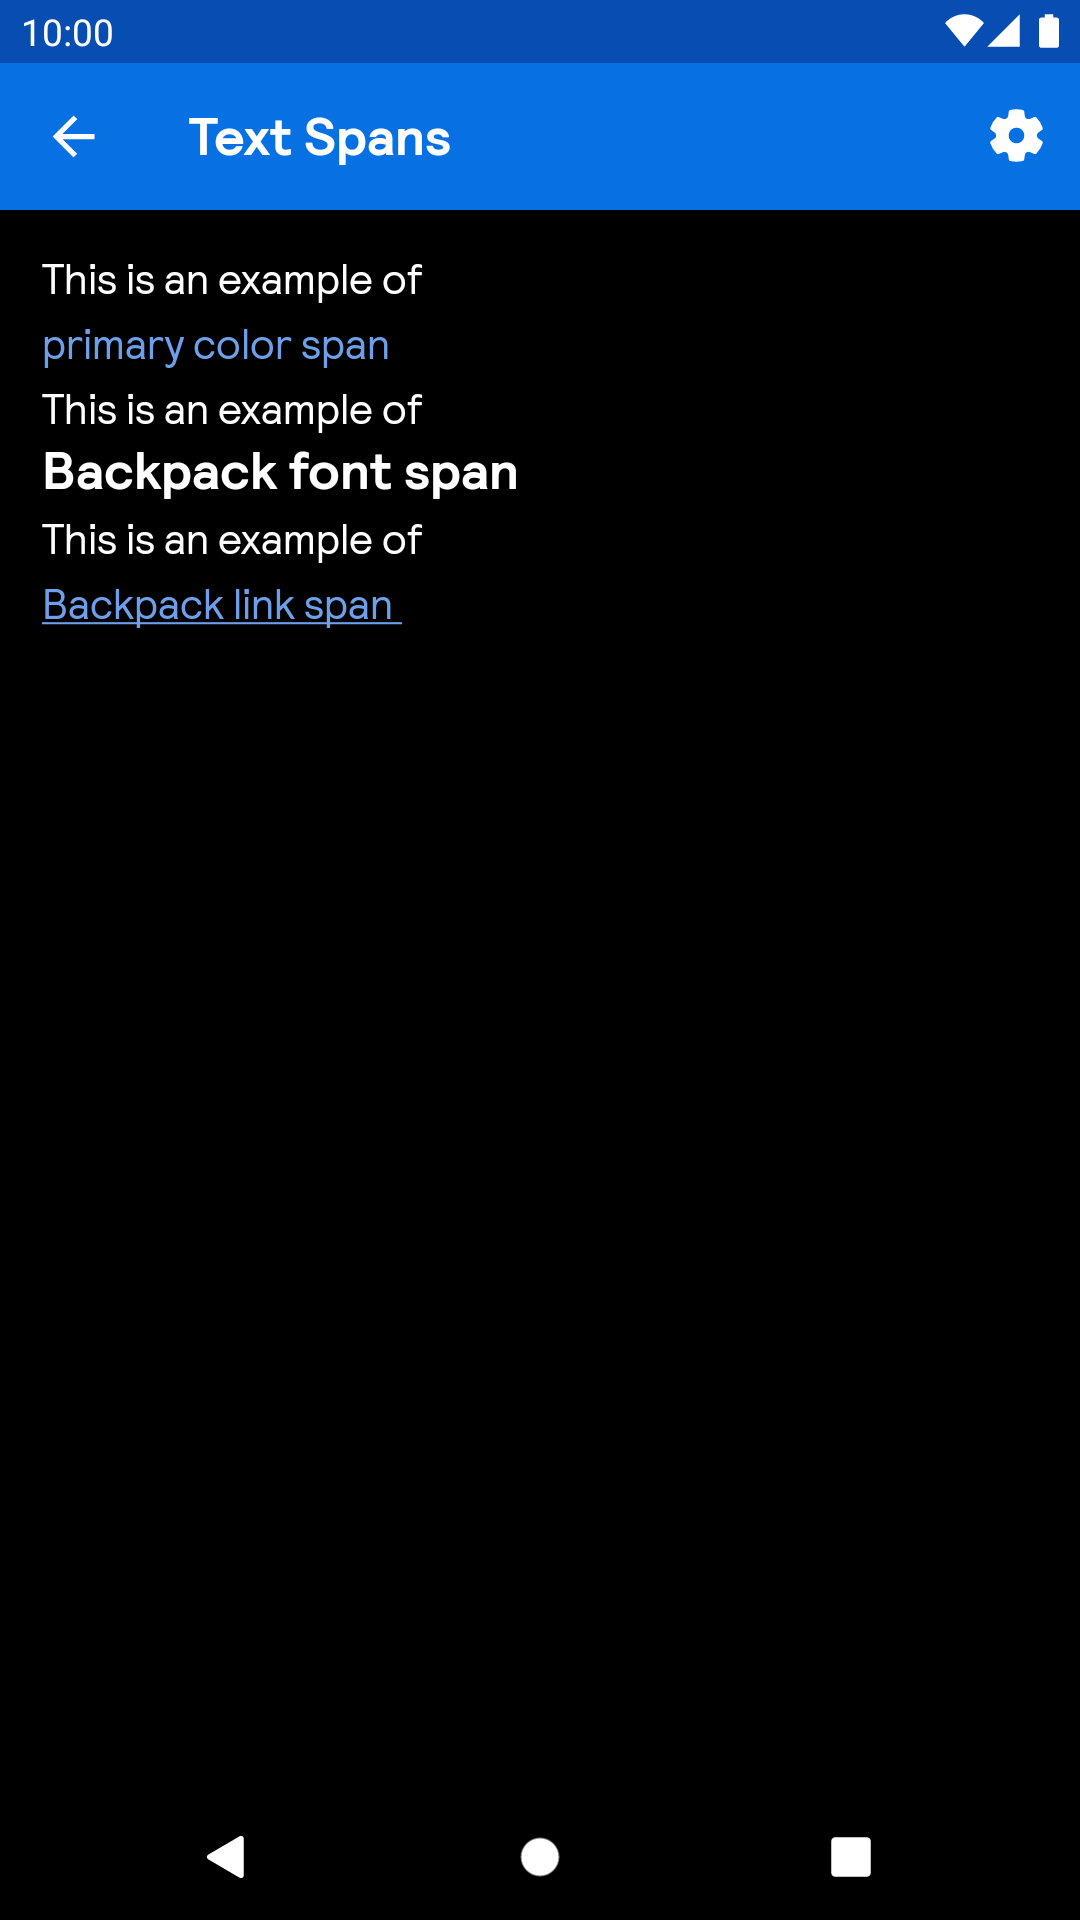 10:00
Text Spans
This is an example of
primary color span
This is an example of
Backpack font span
This is an example of
Backpack link span